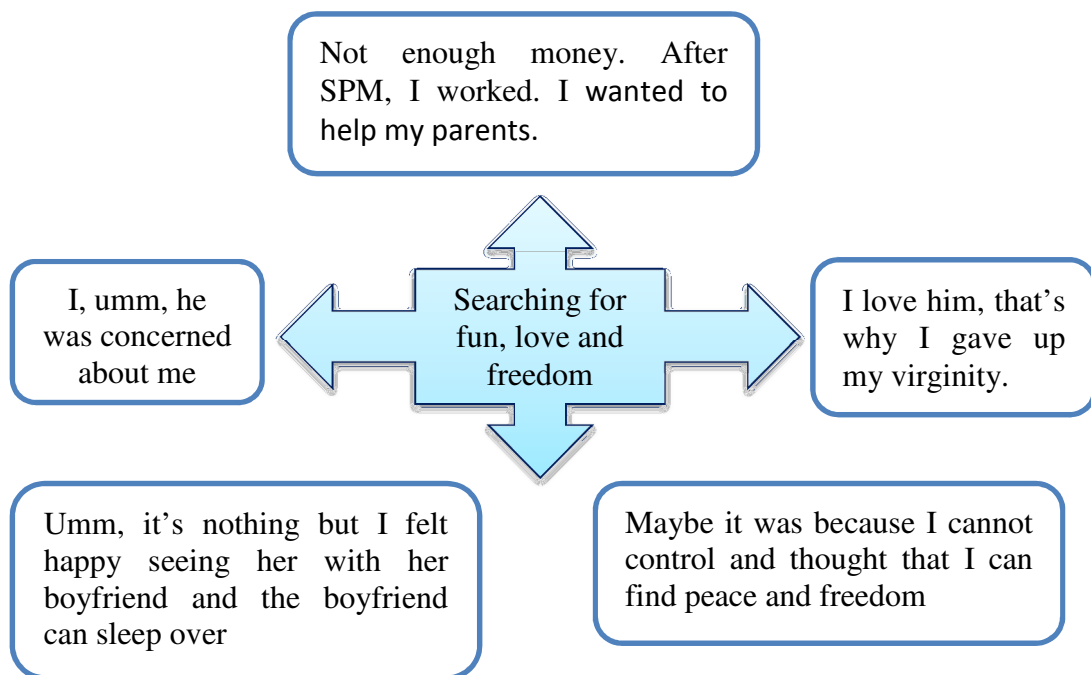 Not enough money. After
SPM, I worked. I wanted to
help my parents.
I, umm, he
was concerned
about me
Searching for
fun, love and
freedom
I love him, that's
why I gave up
my virginity.
Umm, it's nothing but I felt
happy seeing her with her
boyfriend and the boyfriend
can sleep over
Maybe it was because I cannot
control and thought that I can
find peace and freedom